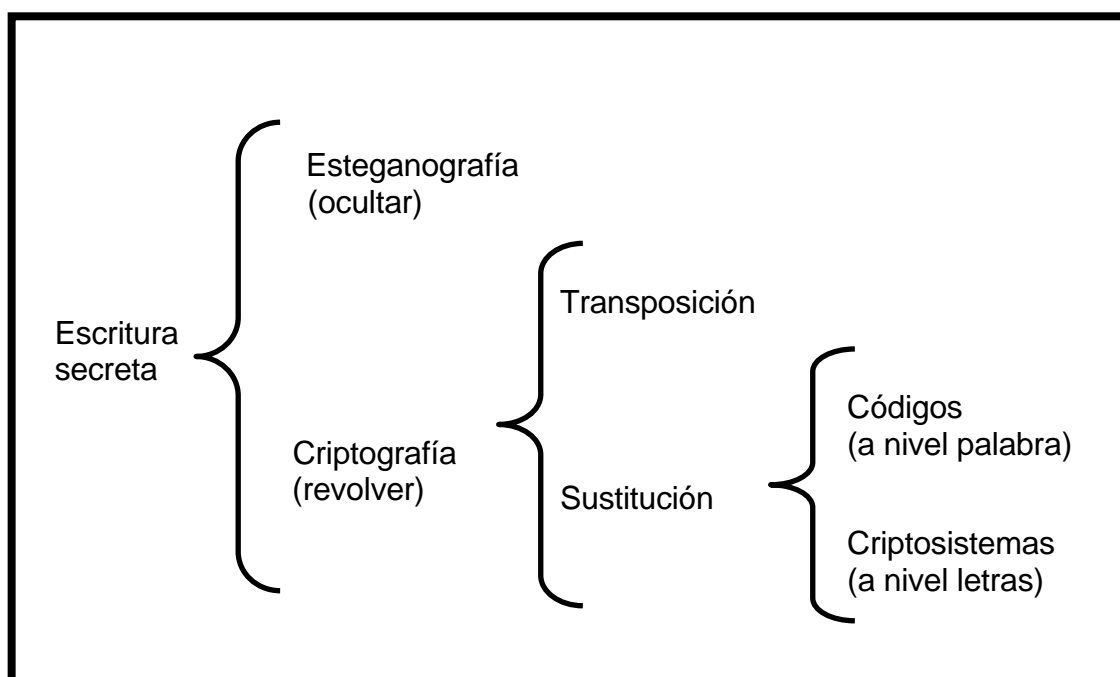 Esteganografía
(ocultar)
Transposición
Escritura
secreta
Códigos
(a nivel palabra)
Criptografía
(revolver)
Sustitución
Criptosistemas
(a nivel letras)